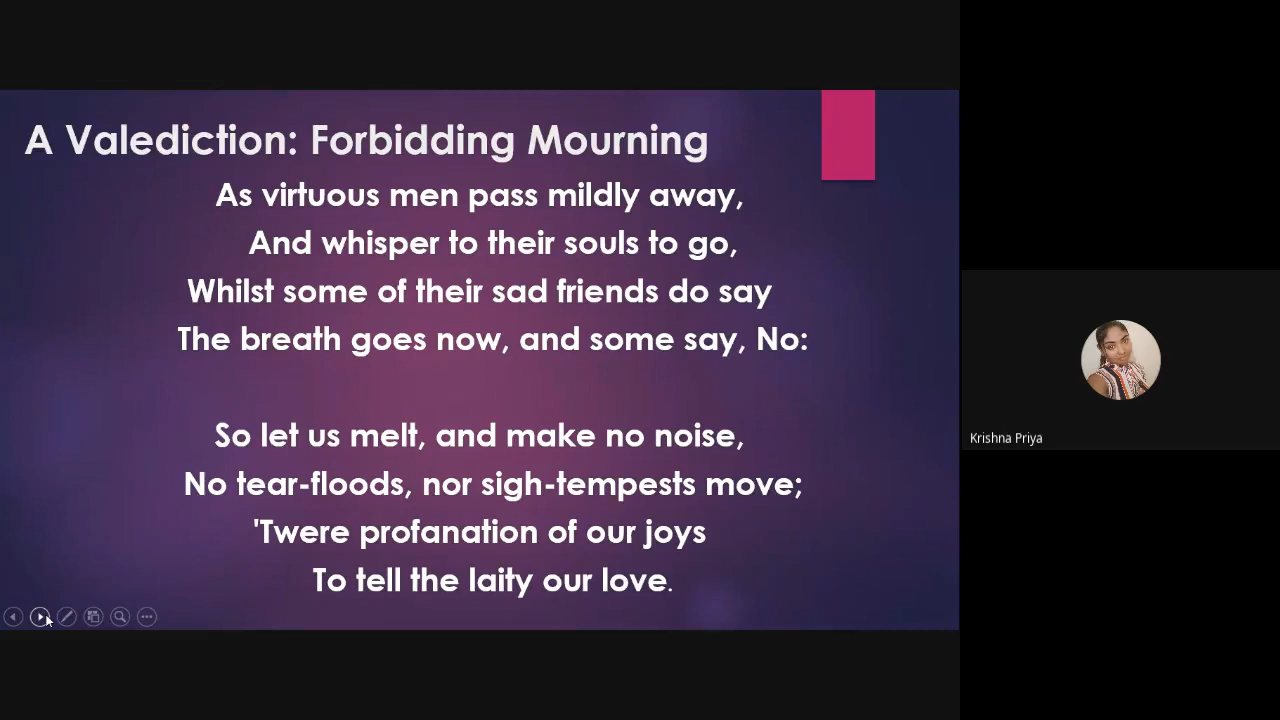 A Valediction: Forbidding Mourning
As virtuous men pass mildly away,
And whisper to their souls to go,
Whilst some of their sad friends do say
The breath goes now, and some say, No:
So let us melt, and make no noise,
No tear-floods, nor sigh-tempests move;
'Twere profanation of our joys
To tell the laity our love.
Krishna Priya